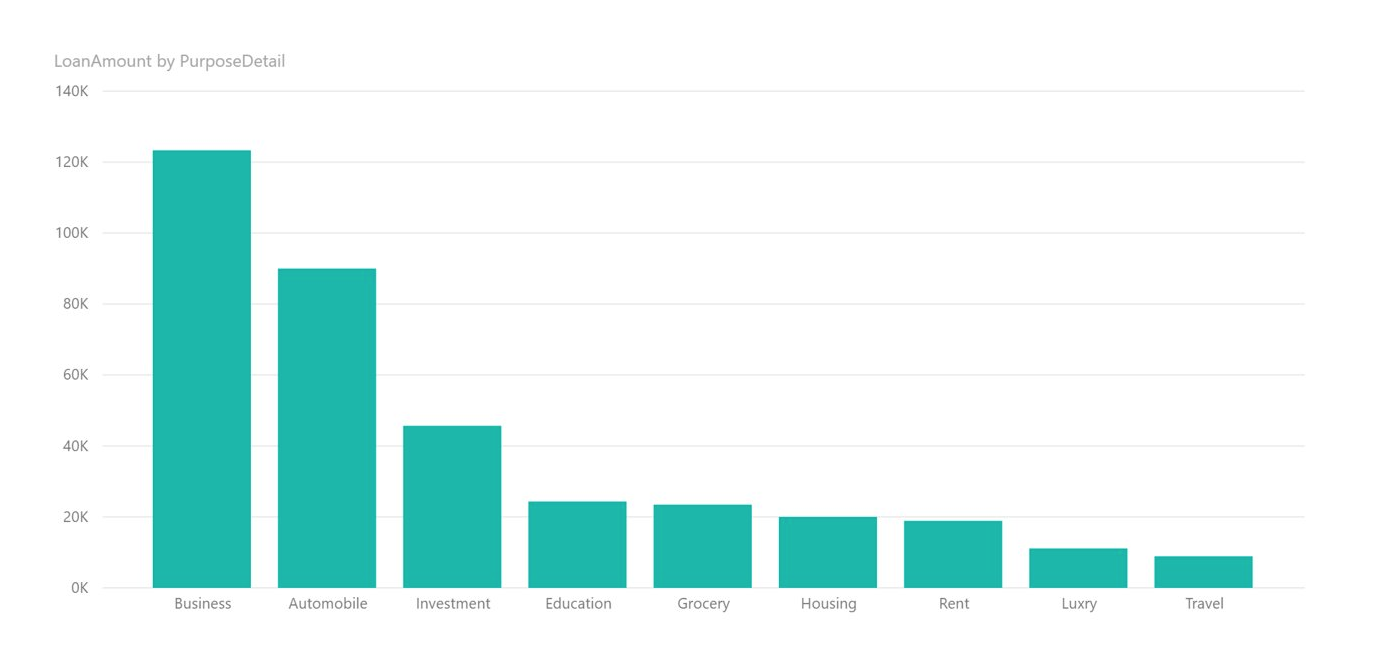 LoanAmount by PurposeDetail
140K
120K
100K
80K
60K
40K
20K
0K
Business Automobile Investment Education Grocery Housing Rent Luxry Travel